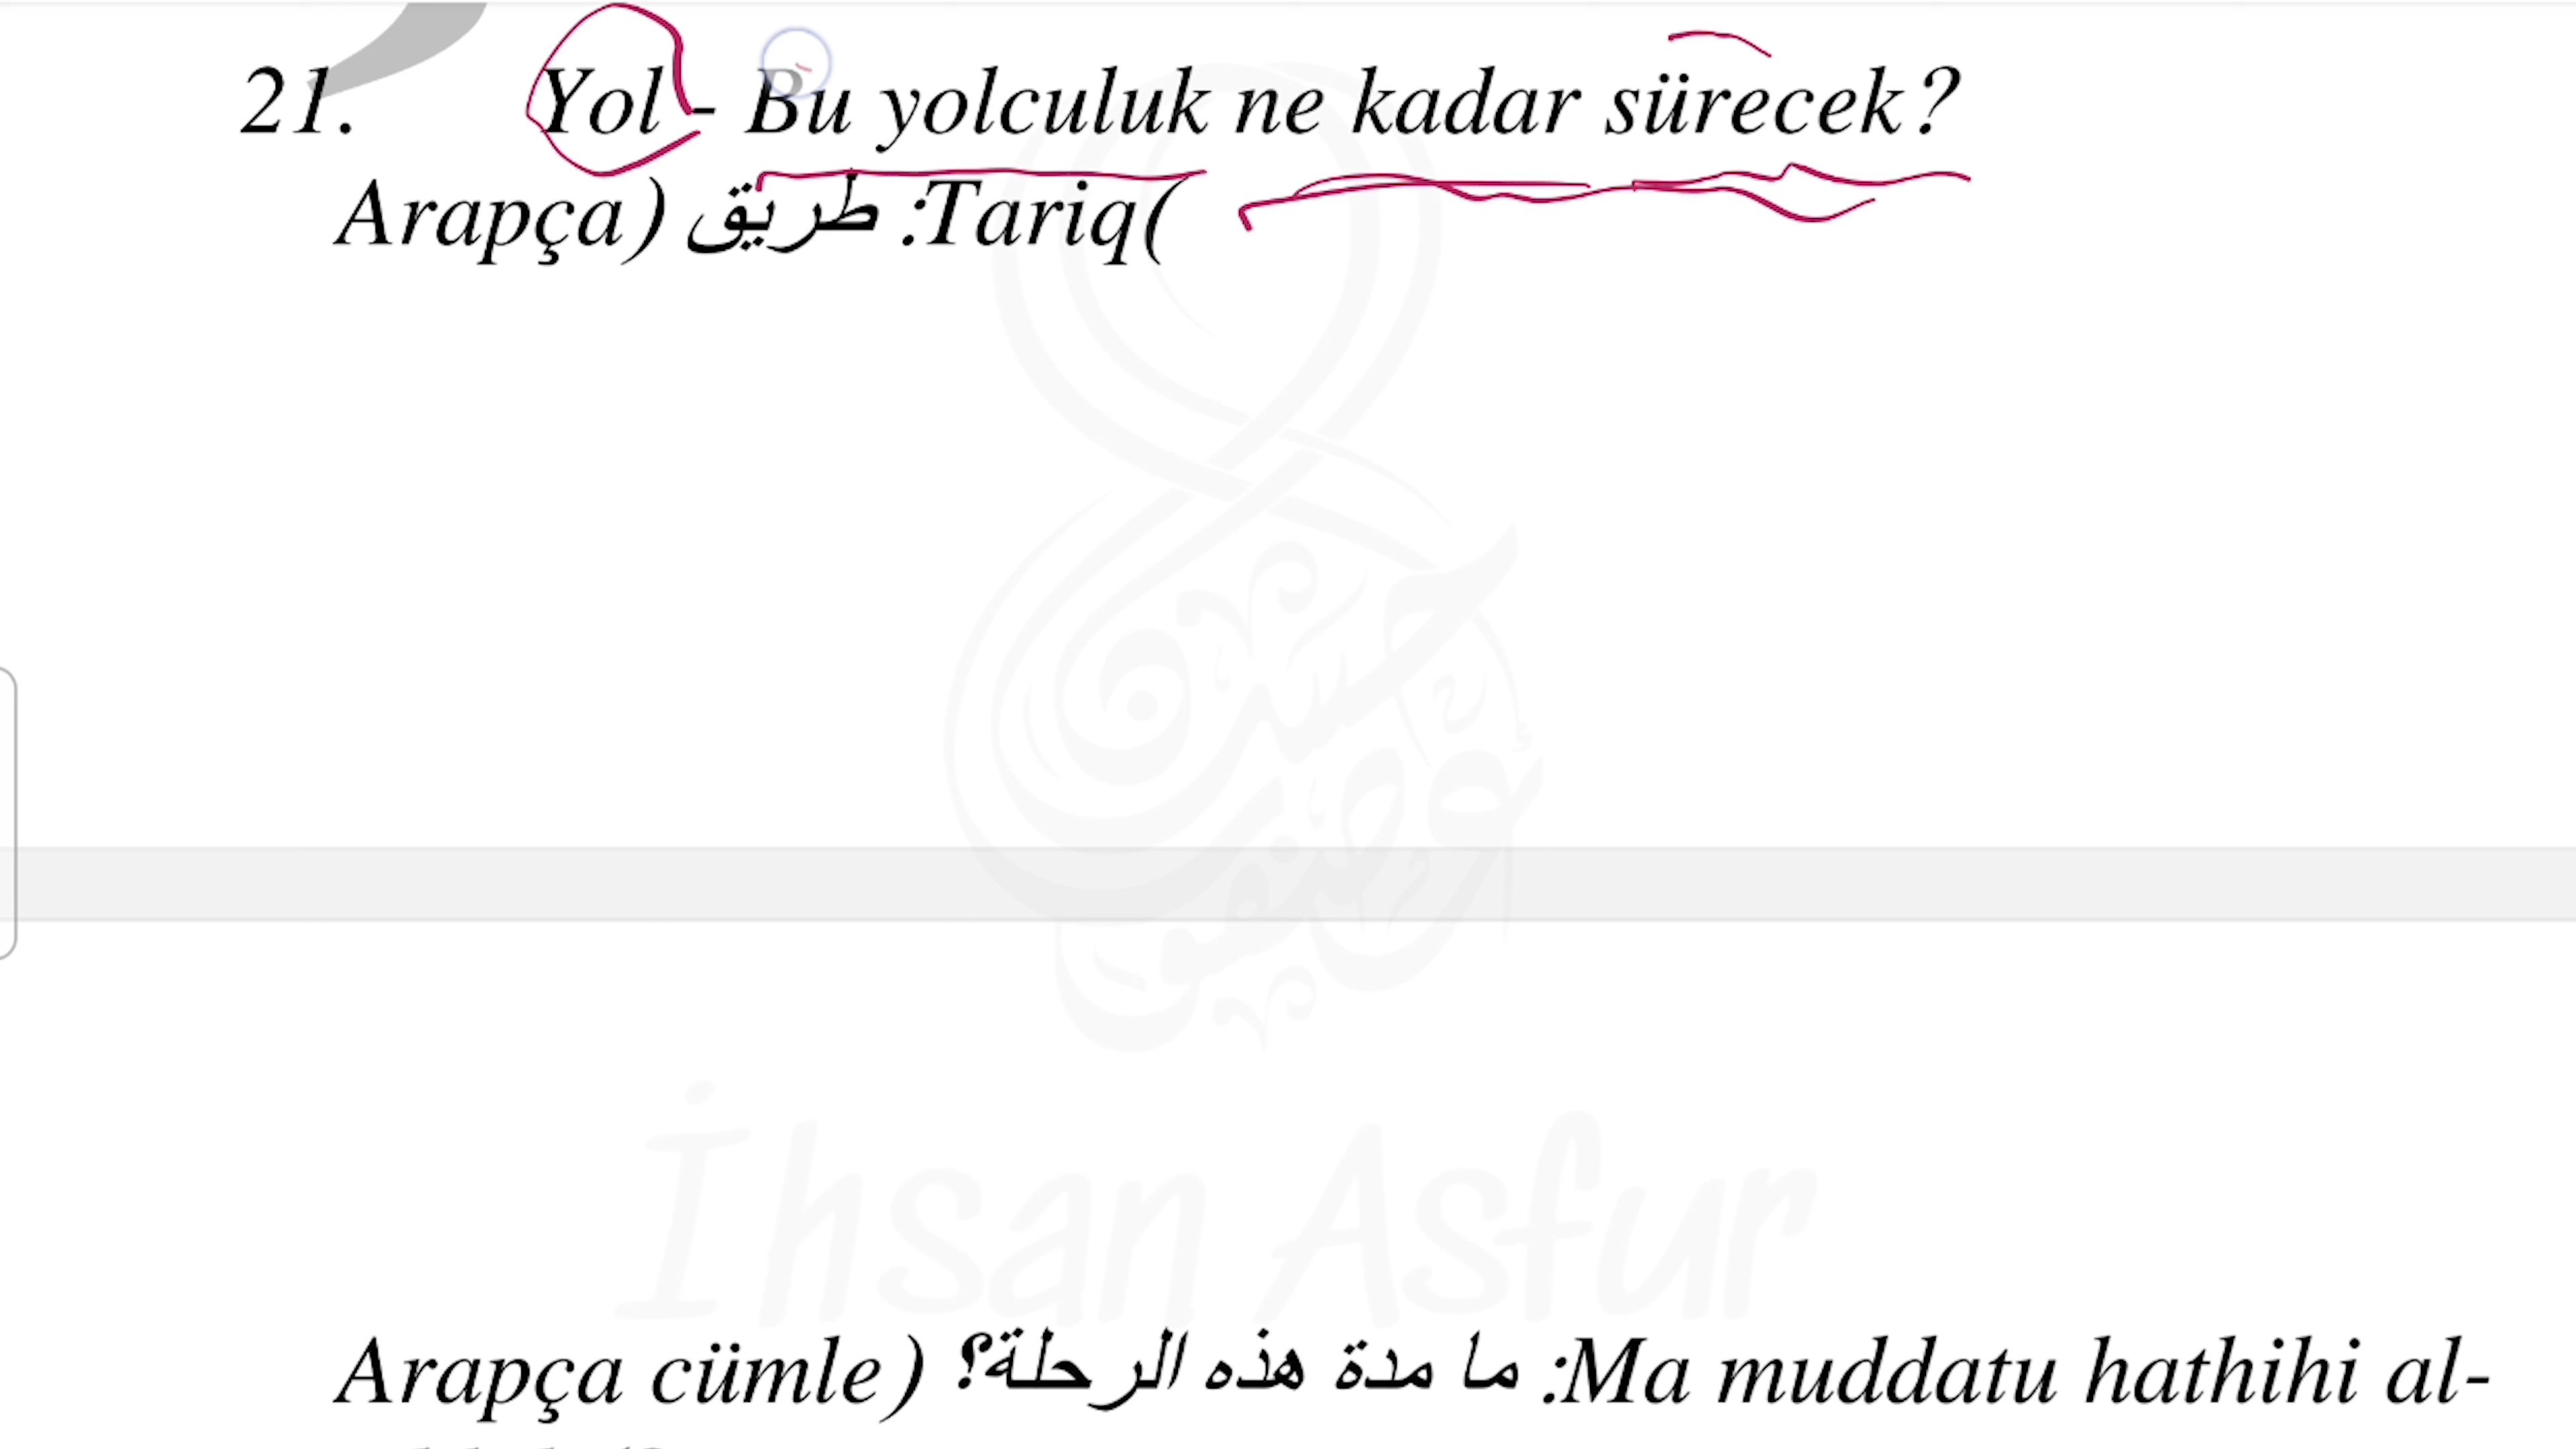 21. Yol - Bu yolculuk ne kadar sürecek?
Arapça) طريق :Tariq(
İhsan Asfur
Arapça cümle) ما مدة هذه الرحلة؟ :Ma muddatu hathihi al-